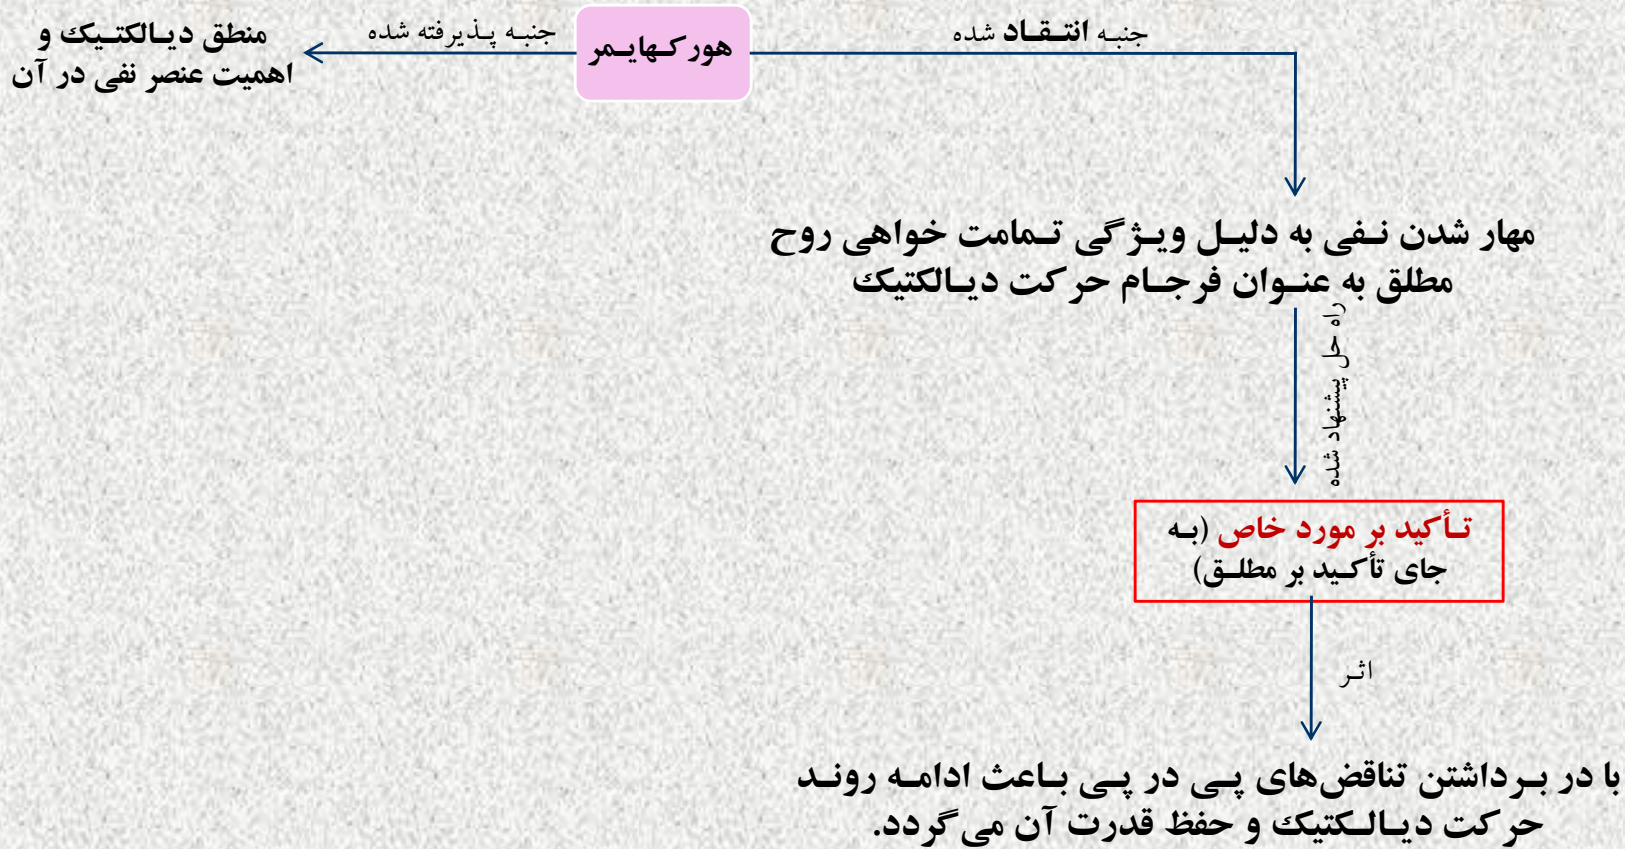 هورکهایمر
جنبه پذیرفته شده
منطق دیالکتیک و
اهمیت عنصر نفی در آن
جنبه انتقاد شده
مهار شدن نفی به دلیل ویژگی تمامت خواهی روح
مطلق به عنوان فرجام حرکت دیالکتیک
راه حل پیشنهاد شده
تأکید بر مورد خاص (به
جای تأکید بر مطلق)
اثر
با در برداشتن تناقض‌های پی در پی باعث ادامه روند
حرکت دیالکتیک و حفظ قدرت آن می‌گردد.